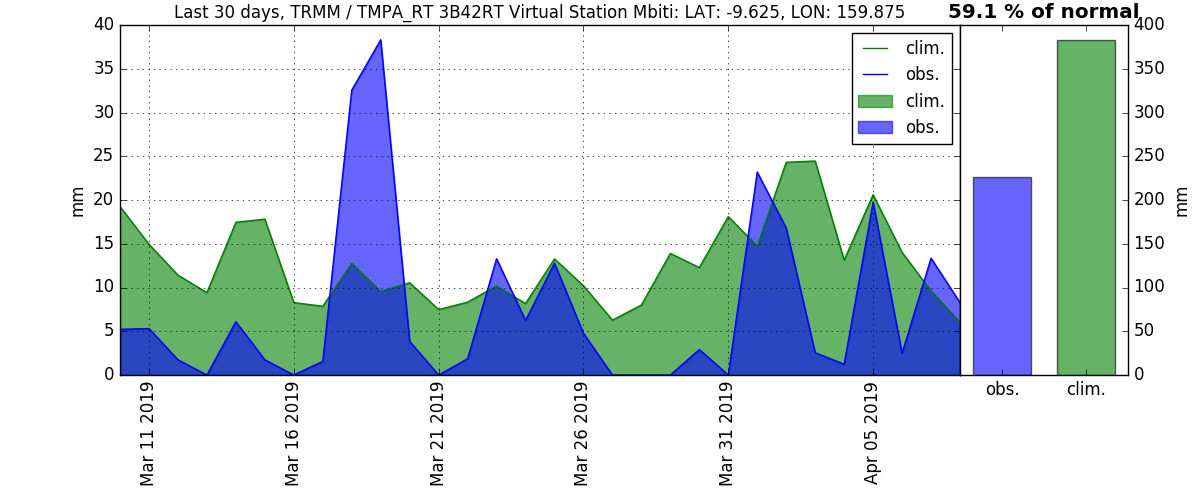 Last 30 days, TRMM / TMPA_RT 3B42RT Virtual Station Mbiti: LAT: -9.625, LON: 159.875
59.1 % of normal
40
35
30
25
20
15
10
5
0
mm
clim.
obs.
clim.
obs.
Mar 11 2019
Mar 16 2019
Mar 21 2019
Mar 26 2019
Mar 31 2019
Apr 05 2019
400
350
300
250
200
150
100
50
0
mm
obs.
clim.